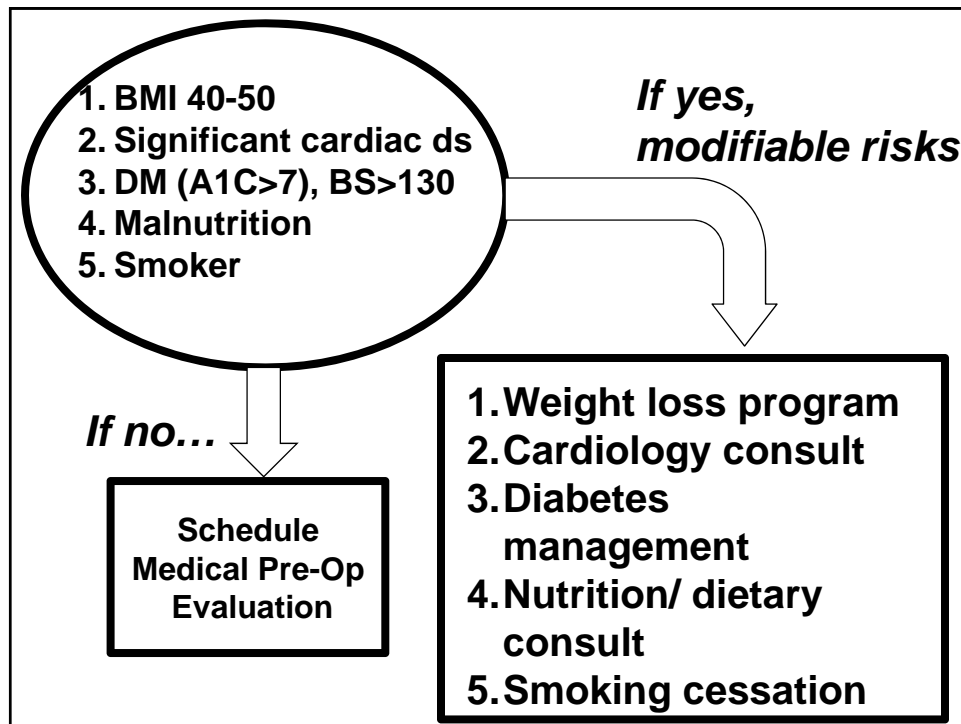 1. BMI 40-50
2. Significant cardiac ds
3. DM (A1C>7), BS>130
4. Malnutrition
5. Smoker
If yes,
modifiable risks
If no…
Schedule
Medical Pre-Op
Evaluation
1.Weight loss program
2.Cardiology consult
3.Diabetes
management
4.Nutrition/ dietary
consult
5.Smoking cessation